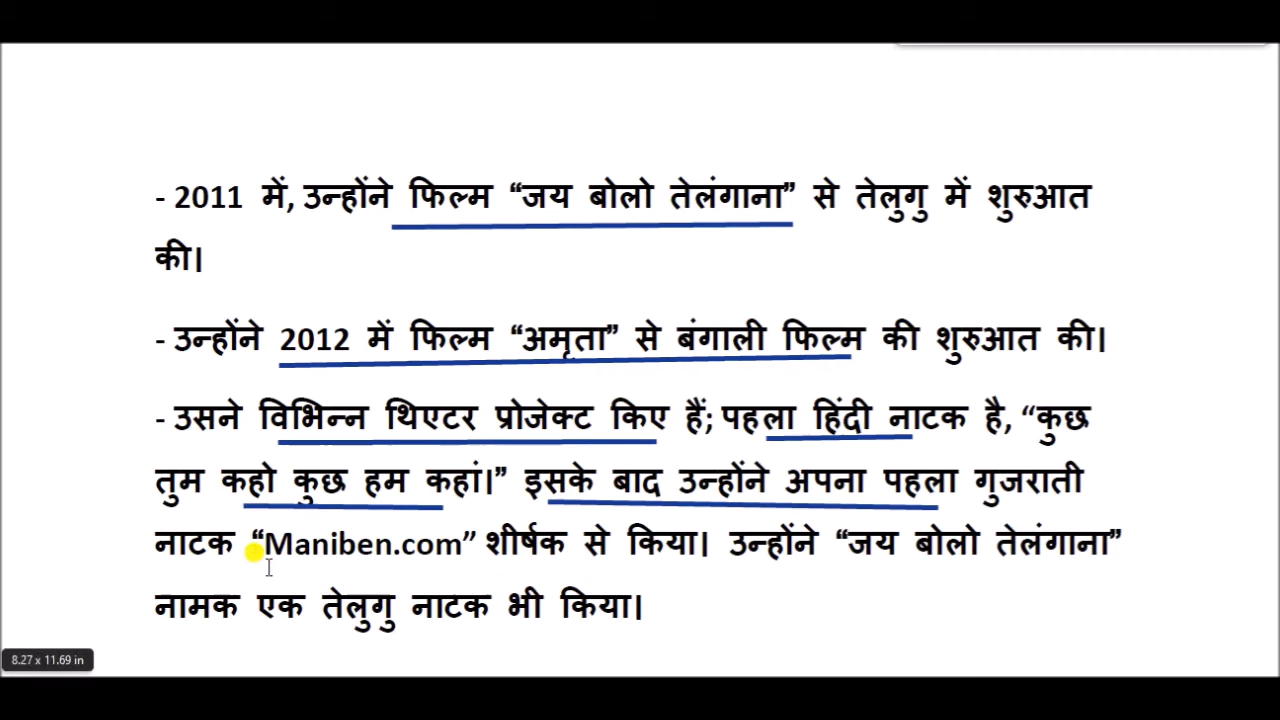 - 2011 में, उन्होंने फिल्म “जय बोलो तेलंगाना” से तेलुगु में शुरुआत
की।
- उन्होंने 2012 में फिल्म “अमृता” से बंगाली फिल्म की शुरुआत की।
- उसने विभिन्न थिएटर प्रोजेक्ट किए हैं; पहला हिंदी नाटक है, “कुछ
तुम कहो कुछ हम कहां।” इसके बाद उन्होंने अपना पहला गुजराती
नाटक “Maniben.com” शीर्षक से किया। उन्होंने “जय बोलो तेलंगाना”
नामक एक तेलुगु नाटक भी किया।
8.27 x 11.69 in